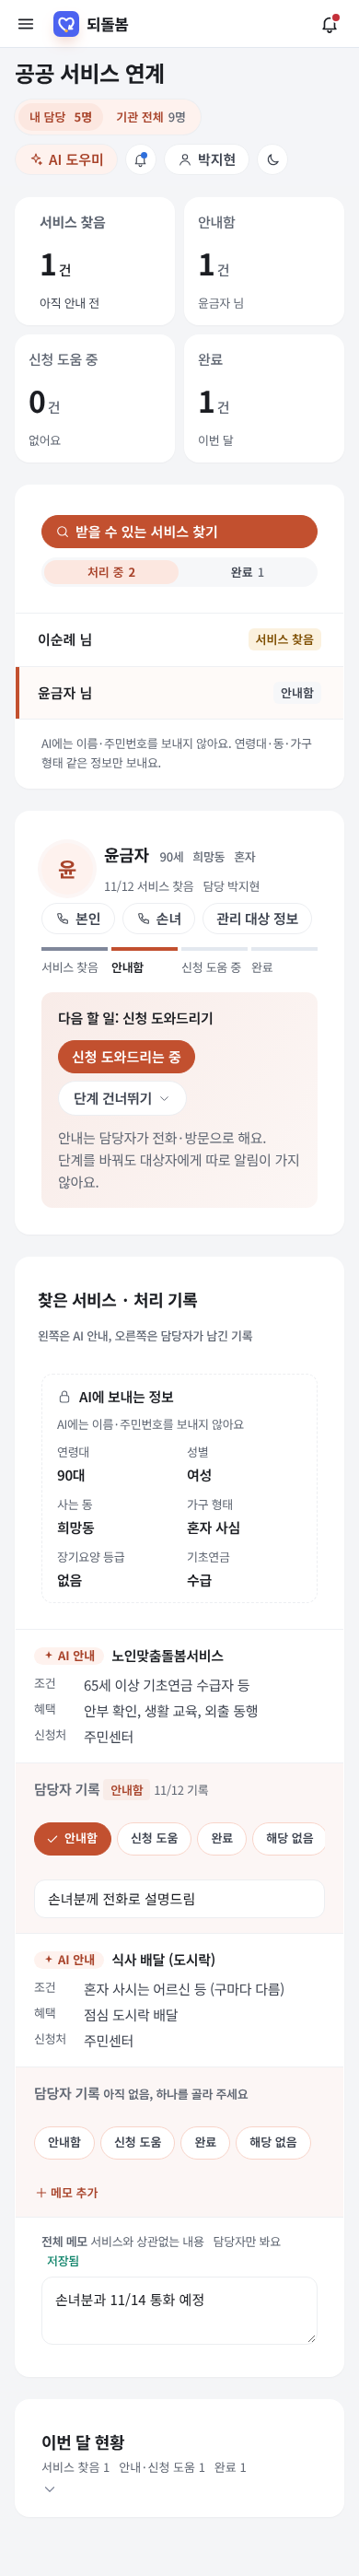 되돌봄
공공 서비스 연계
내 담당 5명 기관 전체 9명
AI 도우미 박지현
서비스 찾음 안내함
1건 1건
아직 안내 전 윤금자 님
신청 도움 중 완료
0건 1건
없어요 이번 달
받을 수 있는 서비스 찾기
처리 중 2 완료 1
이순례 님 서비스 찾음
윤금자 님 안내함
AI에는 이름·주민번호를 보내지 않아요. 연령대·동·가구
형태 같은 정보만 보내요.
윤 윤금자 90세 희망동 혼자
11/12 서비스 찾음 담당 박지현
본인 손녀 관리 대상 정보
서비스 찾음 안내함 신청 도움 중 완료
다음 할 일: 신청 도와드리기
신청 도와드리는 중
단계 건너뛰기
안내는 담당자가 전화·방문으로 해요.
단계를 바꿔도 대상자에게 따로 알림이 가지
않아요.
찾은 서비스 · 처리 기록
왼쪽은 AI 안내, 오른쪽은 담당자가 남긴 기록
AI에 보내는 정보
AI에는 이름·주민번호를 보내지 않아요
연령대 성별
90대 여성
사는 동 가구 형태
희망동 혼자 사심
장기요양 등급 기초연금
없음 수급
AI 안내 노인맞춤돌봄서비스
조건 65세 이상 기초연금 수급자 등
혜택 안부 확인, 생활 교육, 외출 동행
신청처 주민센터
담당자 기록 안내함 11/12 기록
안내함 신청 도움 완료 해당 없음
손녀분께 전화로 설명드림
AI 안내 식사 배달 (도시락)
조건 혼자 사시는 어르신 등 (구마다 다름)
혜택 점심 도시락 배달
신청처 주민센터
담당자 기록 아직 없음, 하나를 골라 주세요
안내함 신청 도움 완료 해당 없음
메모 추가
전체 메모 서비스와 상관없는 내용 담당자만 봐요
저장됨
손녀분과 11/14 통화 예정
이번 달 현황
서비스 찾음 1 안내·신청 도움 1 완료 1